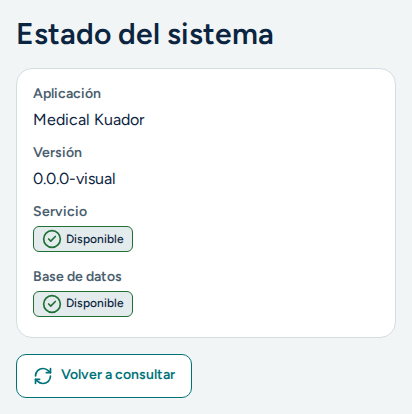 Estado del sistema
Aplicación
Medical Kuador
Versión
0.0.0-visual
Servicio
Disponible
Base de datos
Disponible
Volver a consultar